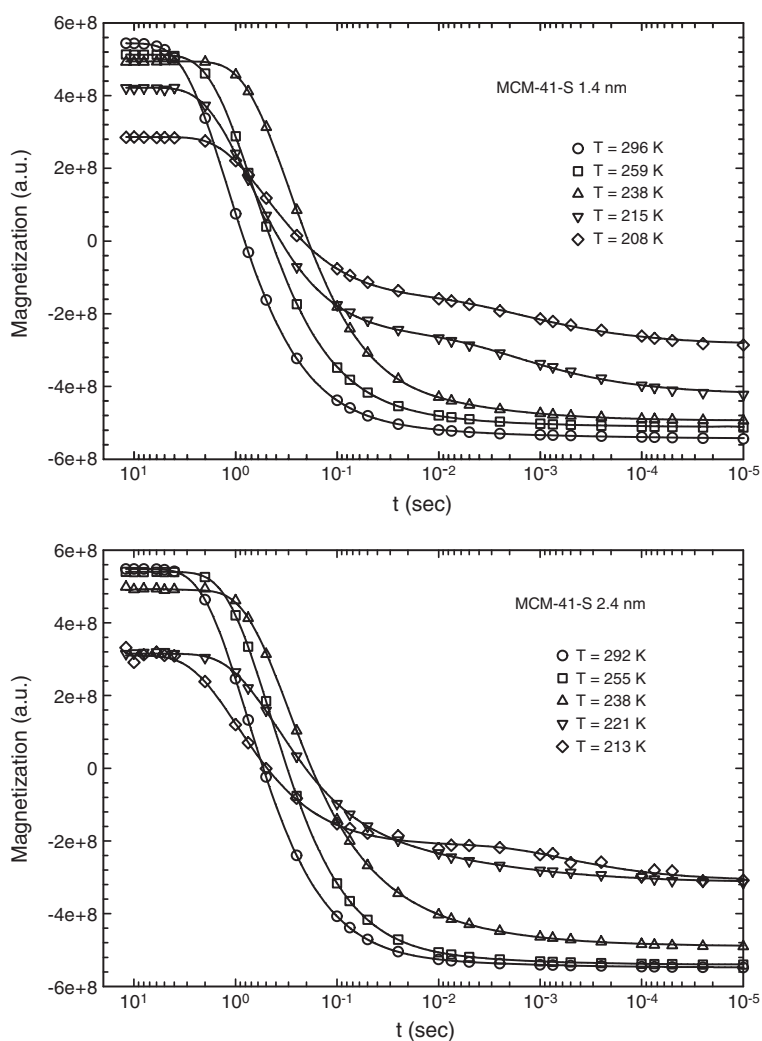 6e+8
4e+8
2e+8
0
-2e+8
-4e+8
-6e+8
Magnetization (a.u.)
MCM-41-S 1.4 nm
T = 296 K
T = 259 K
T = 238 K
T = 215 K
T = 208 K
10¹ 10⁰ 10⁻¹ 10⁻² 10⁻³ 10⁻⁴ 10⁻⁵
t (sec)
6e+8
4e+8
2e+8
0
-2e+8
-4e+8
-6e+8
Magnetization (a.u.)
MCM-41-S 2.4 nm
T = 292 K
T = 255 K
T = 238 K
T = 221 K
T = 213 K
10¹ 10⁰ 10⁻¹ 10⁻² 10⁻³ 10⁻⁴ 10⁻⁵
t (sec)